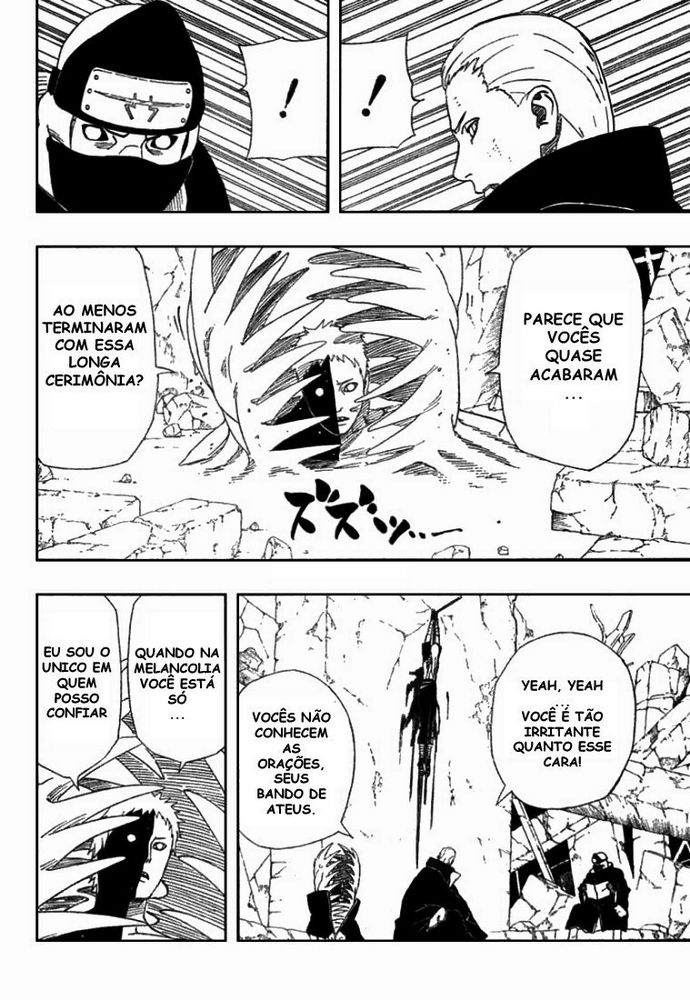 !
!
PARECE QUE
VOCÊS
QUASE
ACABARAM
...
AO MENOS
TERMINARAM
COM ESSA
LONGA
CERIMÔNIA?
ズズッ...ー
YEAH, YEAH
...
VOCÊ É TÃO
IRRITANTE
QUANTO ESSE
CARA!
VOCÊS NÃO
CONHECEM
AS
ORAÇÕES,
SEUS
BANDO DE
ATEUS.
QUANDO NA
MELANCOLIA
VOCÊ ESTÁ
SÓ
...
EU SOU O
UNICO EM
QUEM
POSSO
CONFIAR